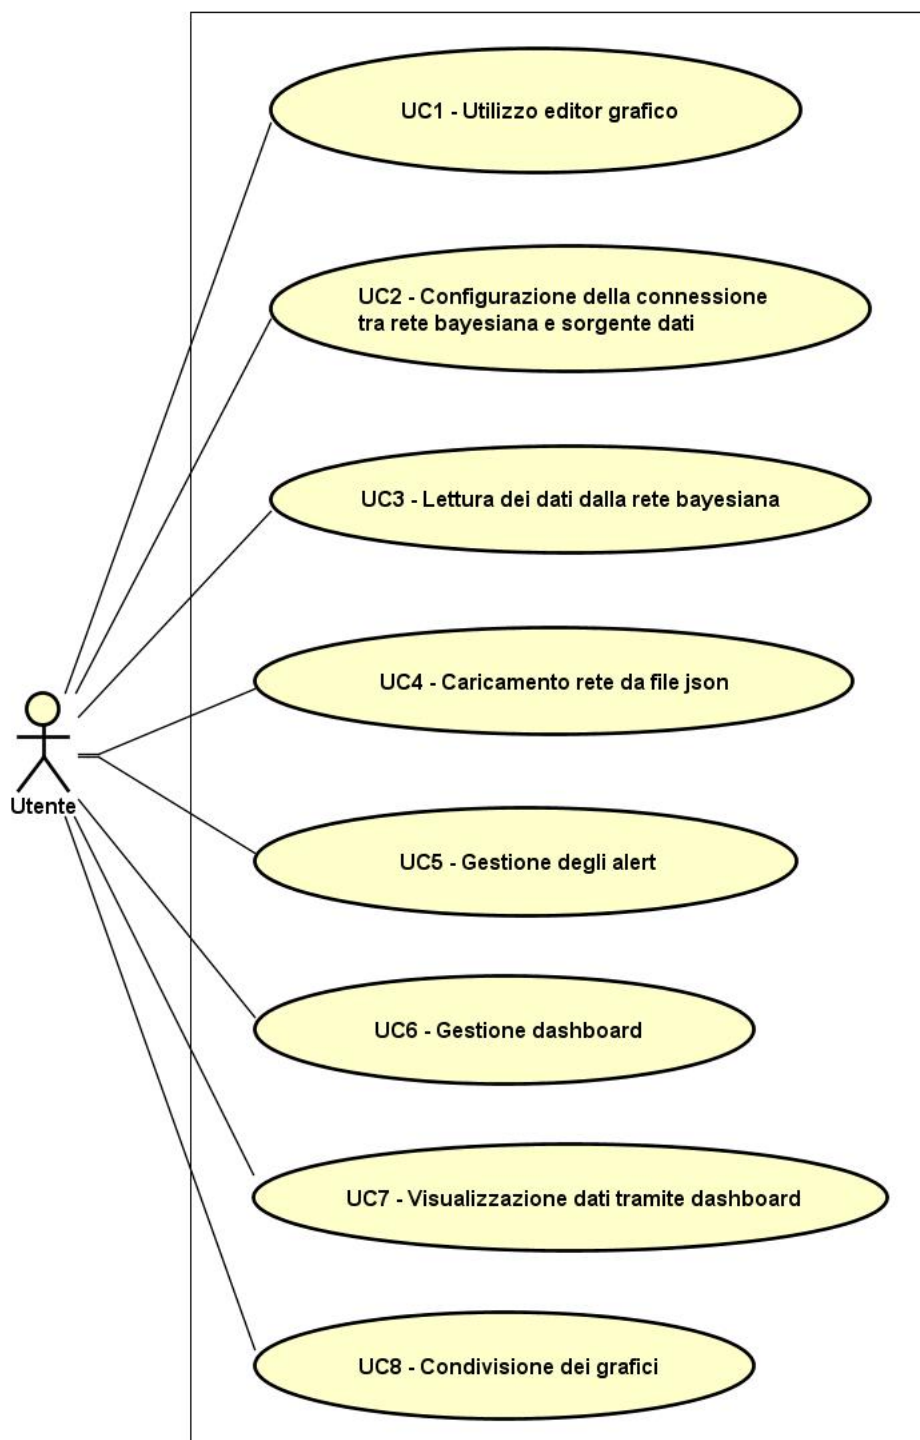 UC1 - Utilizzo editor grafico
UC2 - Configurazione della connessione
tra rete bayesiana e sorgente dati
UC3 - Lettura dei dati dalla rete bayesiana
UC4 - Caricamento rete da file json
Utente
UC5 - Gestione degli alert
UC6 - Gestione dashboard
UC7 - Visualizzazione dati tramite dashboard
UC8 - Condivisione dei grafici